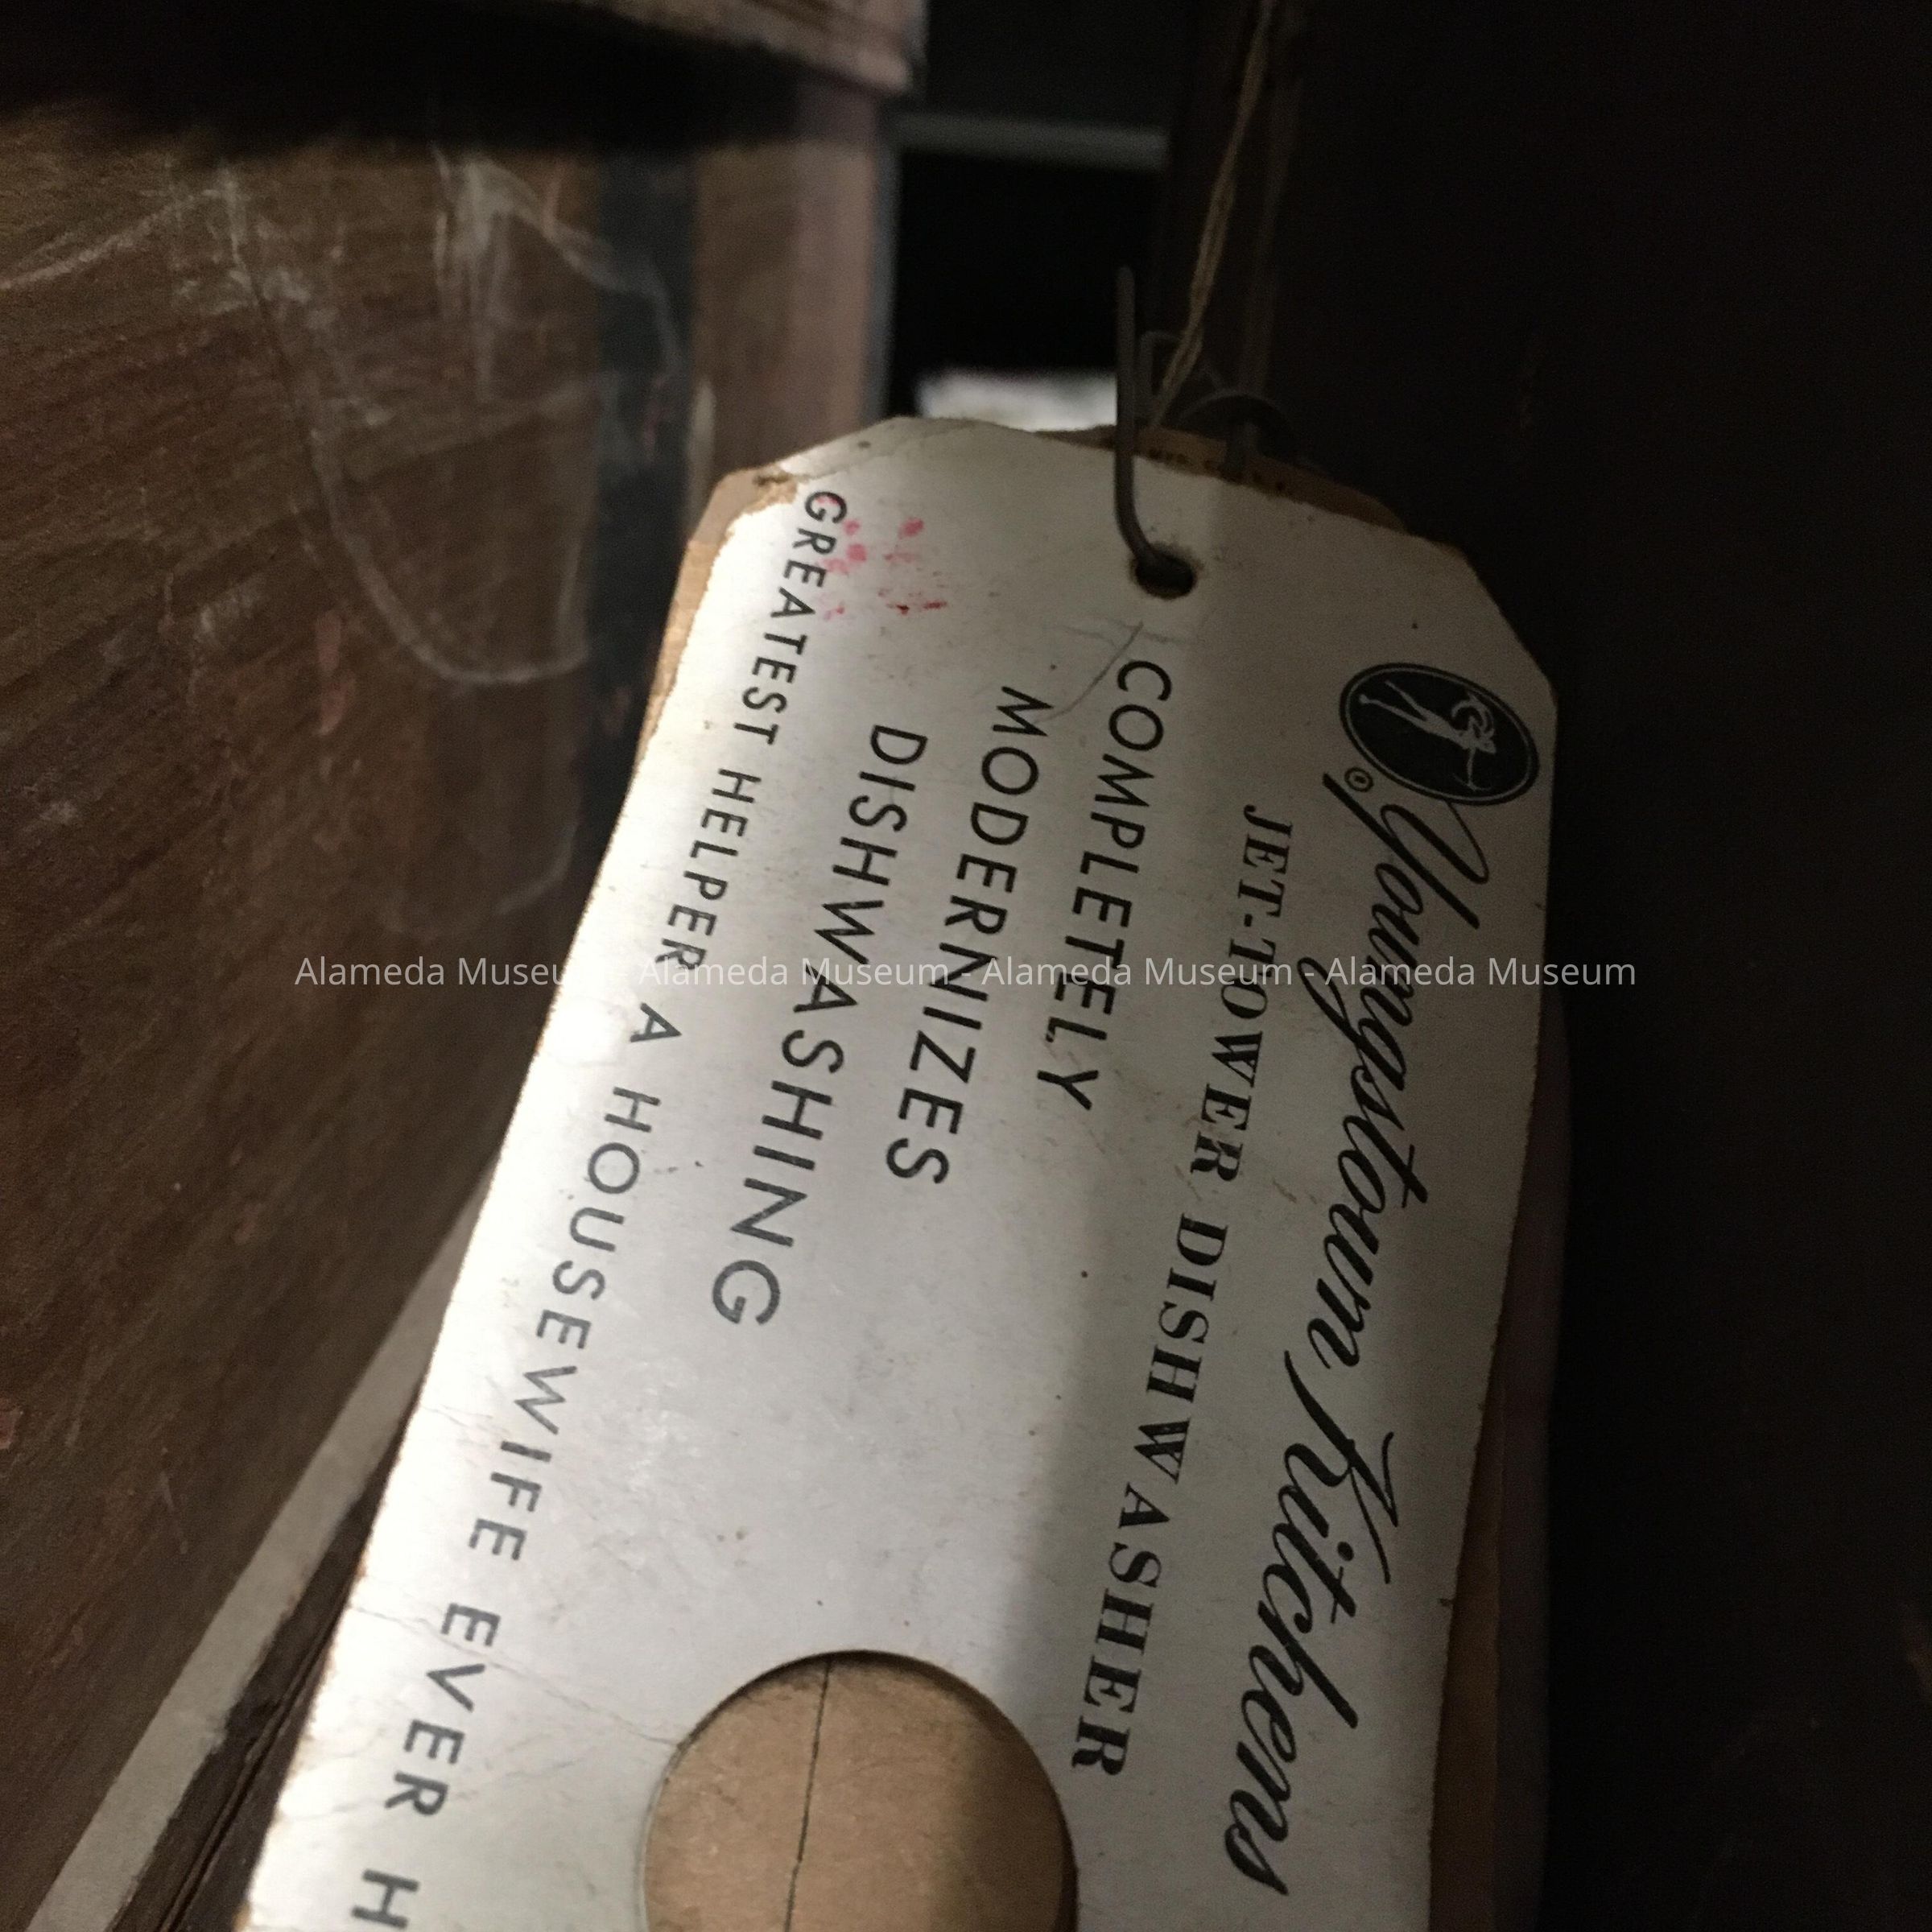 Youngstown Kitchens
JET-TOWER DISHWASHER
COMPLETELY
MODERNIZES
DISHWASHING
GREATEST HELPER A HOUSEWIFE EVER H
Alameda Museum - Alameda Museum - Alameda Museum - Alameda Museum